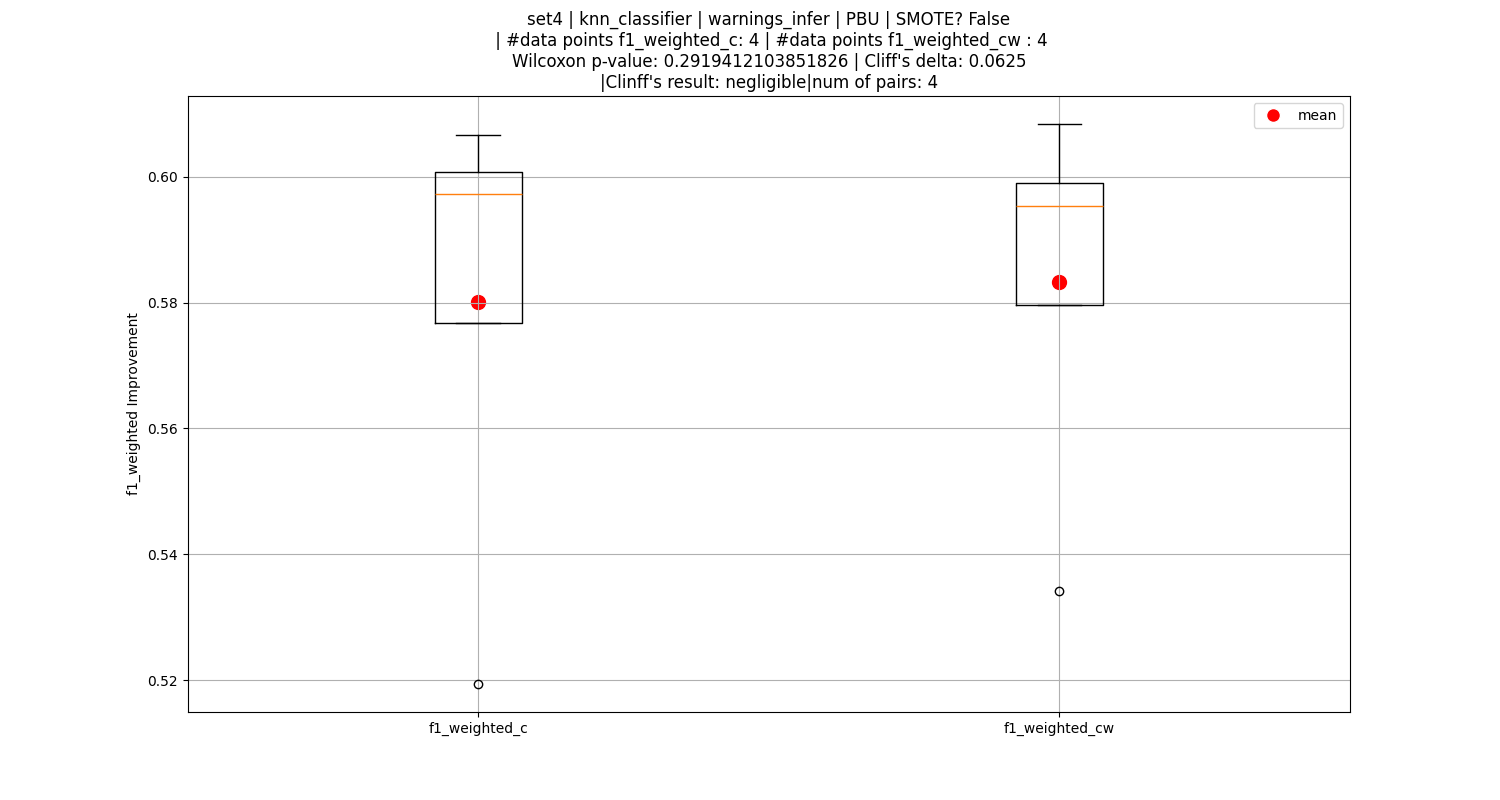 set4 | knn_classifier | warnings_infer | PBU | SMOTE? False
| #data points f1_weighted_c: 4 | #data points f1_weighted_cw : 4
Wilcoxon p-value: 0.2919412103851826 | Cliff's delta: 0.0625
|Clinff's result: negligible|num of pairs: 4
mean
0.60
0.58
0.56
0.54
0.52
f1_weighted Improvement
f1_weighted_c
f1_weighted_cw